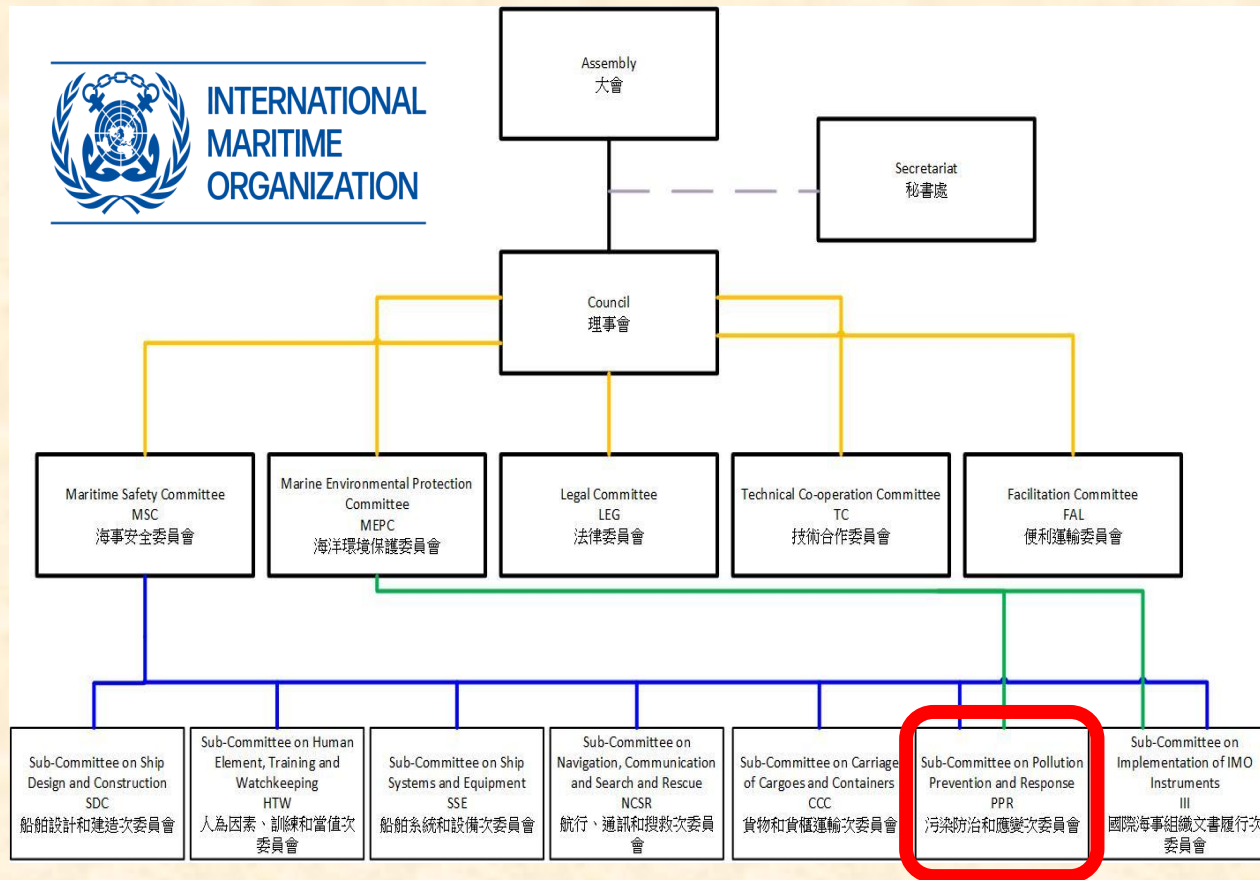 INTERNATIONAL
MARITIME
ORGANIZATION
Assembly
大會
Secretariat
秘書處
Council
理事會
Maritime Safety Committee
MSC
海事安全委員會
Marine Environmental Protection
Committee
MEPC
海洋環境保護委員會
Legal Committee
LEG
法律委員會
Technical Co-operation Committee
TC
技術合作委員會
Facilitation Committee
FAL
便利運輸委員會
Sub-Committee on Ship
Design and Construction
SDC
船舶設計和建造次委員會
Sub-Committee on Human
Element, Training and
Watchkeeping
HTW
人為因素、訓練和當值次
委員會
Sub-Committee on Ship
Systems and Equipment
SSE
船舶系統和設備次委員會
Sub-Committee on
Navigation, Communication
and Search and Rescue
NCSR
航行、通訊和搜救次委員
會
Sub-Committee on Carriage
of Cargoes and Containers
CCC
貨物和貨櫃運輸次委員會
Sub-Committee on Pollution
Prevention and Response
PPR
污染防治和應變次委員會
Sub-Committee on
Implementation of IMO
Instruments
III
國際海事組織文書履行次
委員會